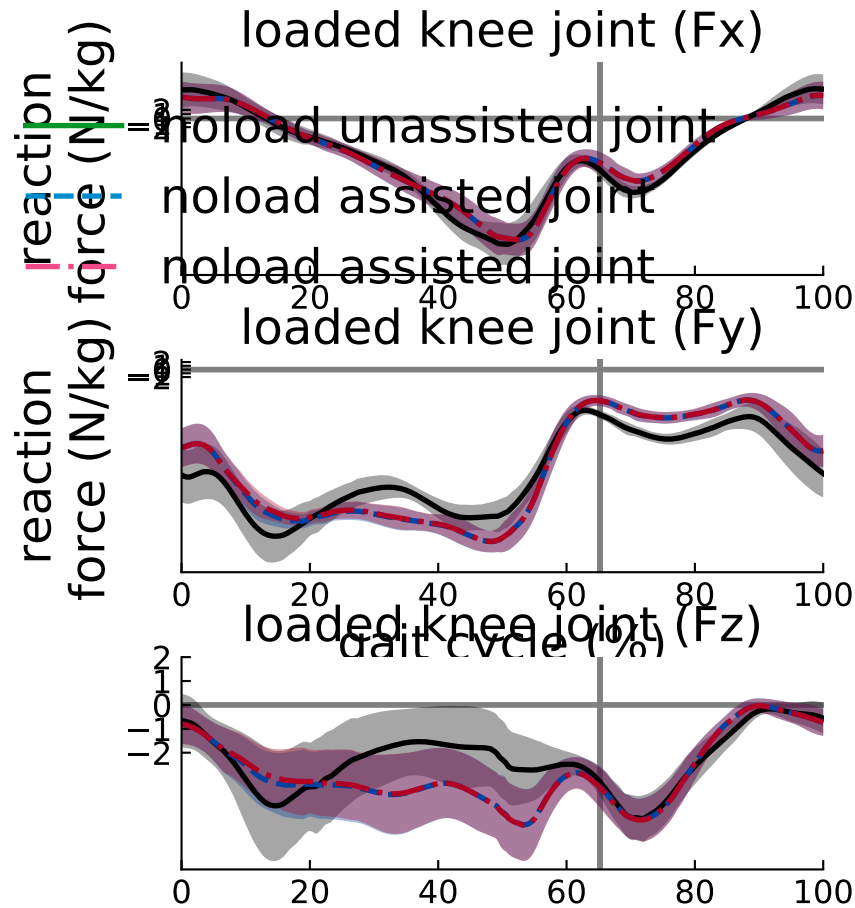 loaded knee joint (Fx)
reaction
force (N/kg)
noload unassisted joint
noload assisted joint
noload assisted joint
0 20 40 60 80 100
loaded knee joint (Fy)
reaction
force (N/kg)
0 20 40 60 80 100
loaded knee joint (Fz)
gait cycle (%)
2
1
0
−1
−2
0 20 40 60 80 100